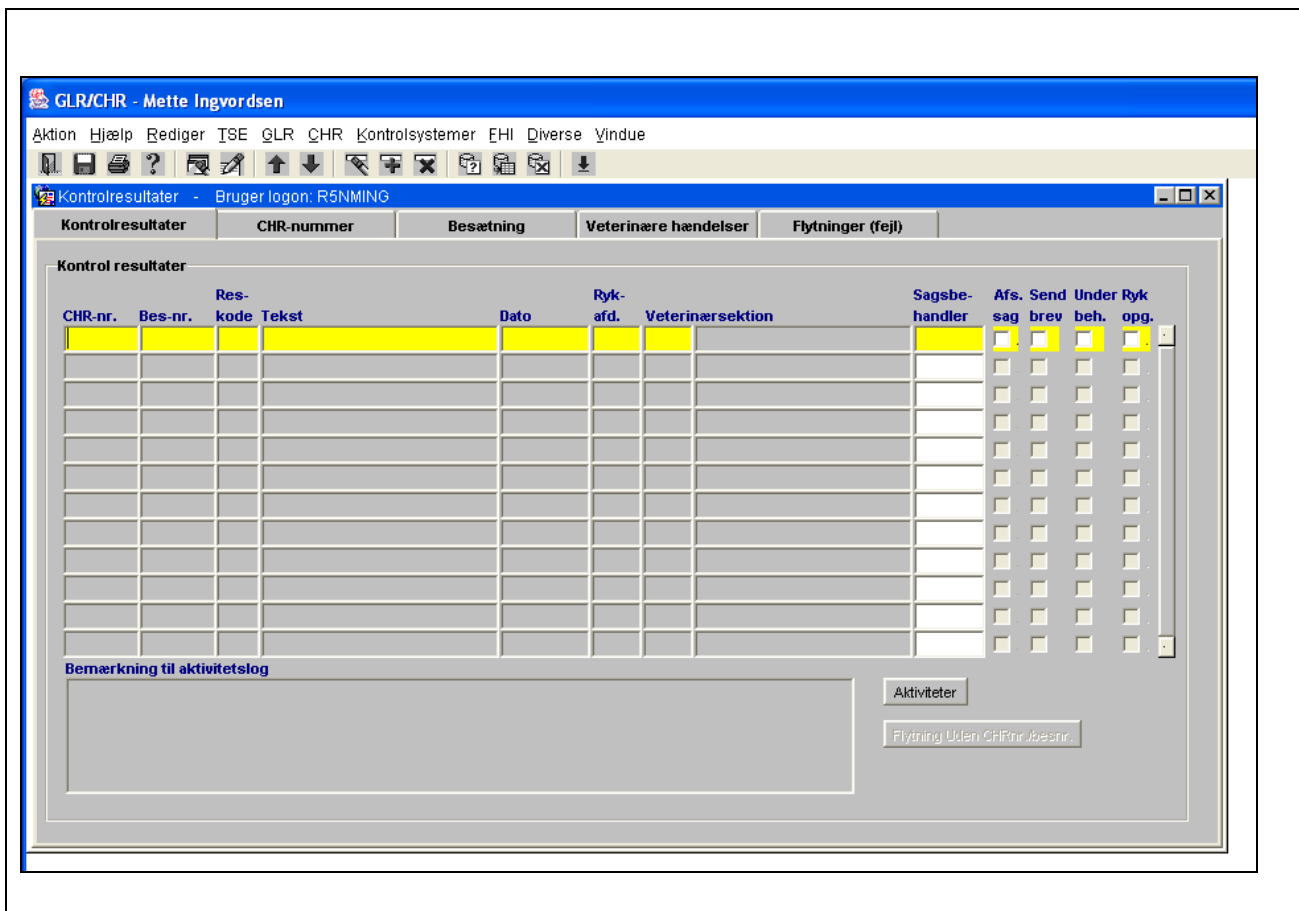 GLR/CHR - Mette Ingvordsen
Aktion Hjælp Rediger TSE GLR CHR Kontrolsystemer EHI Diverse Vindue
Kontrolresultater - Bruger logon: R5NMING
Kontrolresultater CHR-nummer Besætning Veterinære hændelser Flytninger (fejl)
Kontrol resultater
Res- Ryk- Sagsbe- Afs. Send Under Ryk
CHR-nr. Bes-nr. kode Tekst Dato afd. Veterinærsektion handler sag brev beh. opg.
Bemærkning til aktivitetslog
Aktiviteter
Flytning Uden CHRnr./besnr.